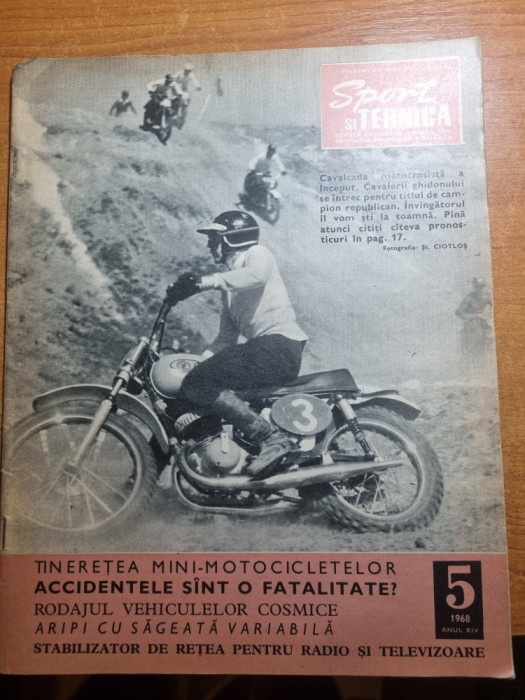 Sport
ȘI TEHNICA
Cavalcada motocrosistă a
început. Cavalerii ghidonului
se întrec pentru titlul de cam-
pion republican. Învingătorul
îl vom ști la toamnă. Pînă
atunci citiți cîteva pronos-
ticuri în pag. 17.
Fotografia: Șt. CIOTLOȘ
3
TINEREȚEA MINI-MOTOCICLETELOR
ACCIDENTELE SÎNT O FATALITATE?
RODAJUL VEHICULELOR COSMICE
ARIPI CU SĂGEATĂ VARIABILĂ
STABILIZATOR DE REȚEA PENTRU RADIO ȘI TELEVIZOARE
5
1968
ANUL XIV